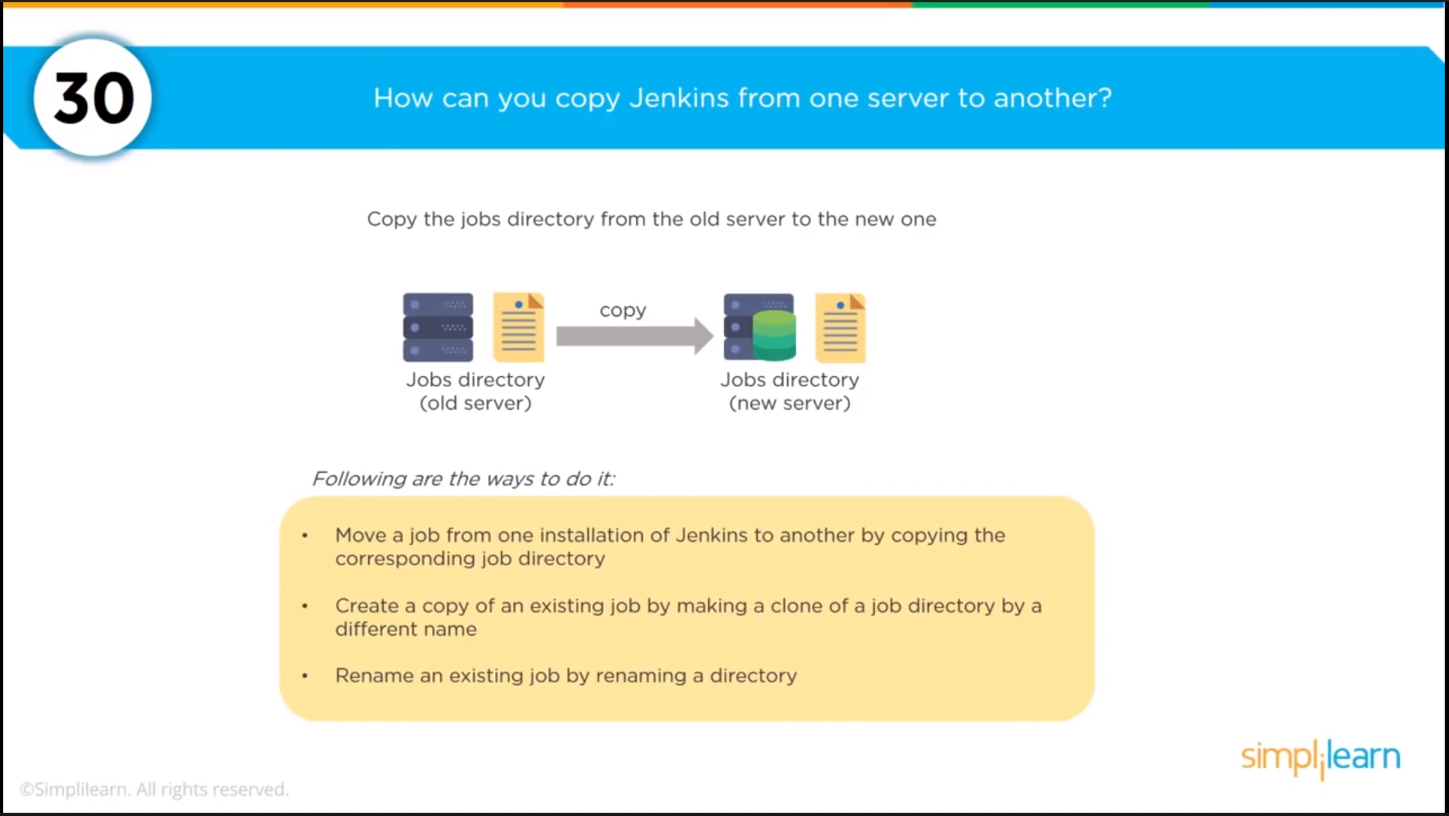 30
How can you copy Jenkins from one server to another?
Copy the jobs directory from the old server to the new one
copy
Jobs directory
(old server)
Jobs directory
(new server)
Following are the ways to do it:
• Move a job from one installation of Jenkins to another by copying the
corresponding job directory
• Create a copy of an existing job by making a clone of a job directory by a
different name
• Rename an existing job by renaming a directory
simplilearn
©Simplilearn. All rights reserved.